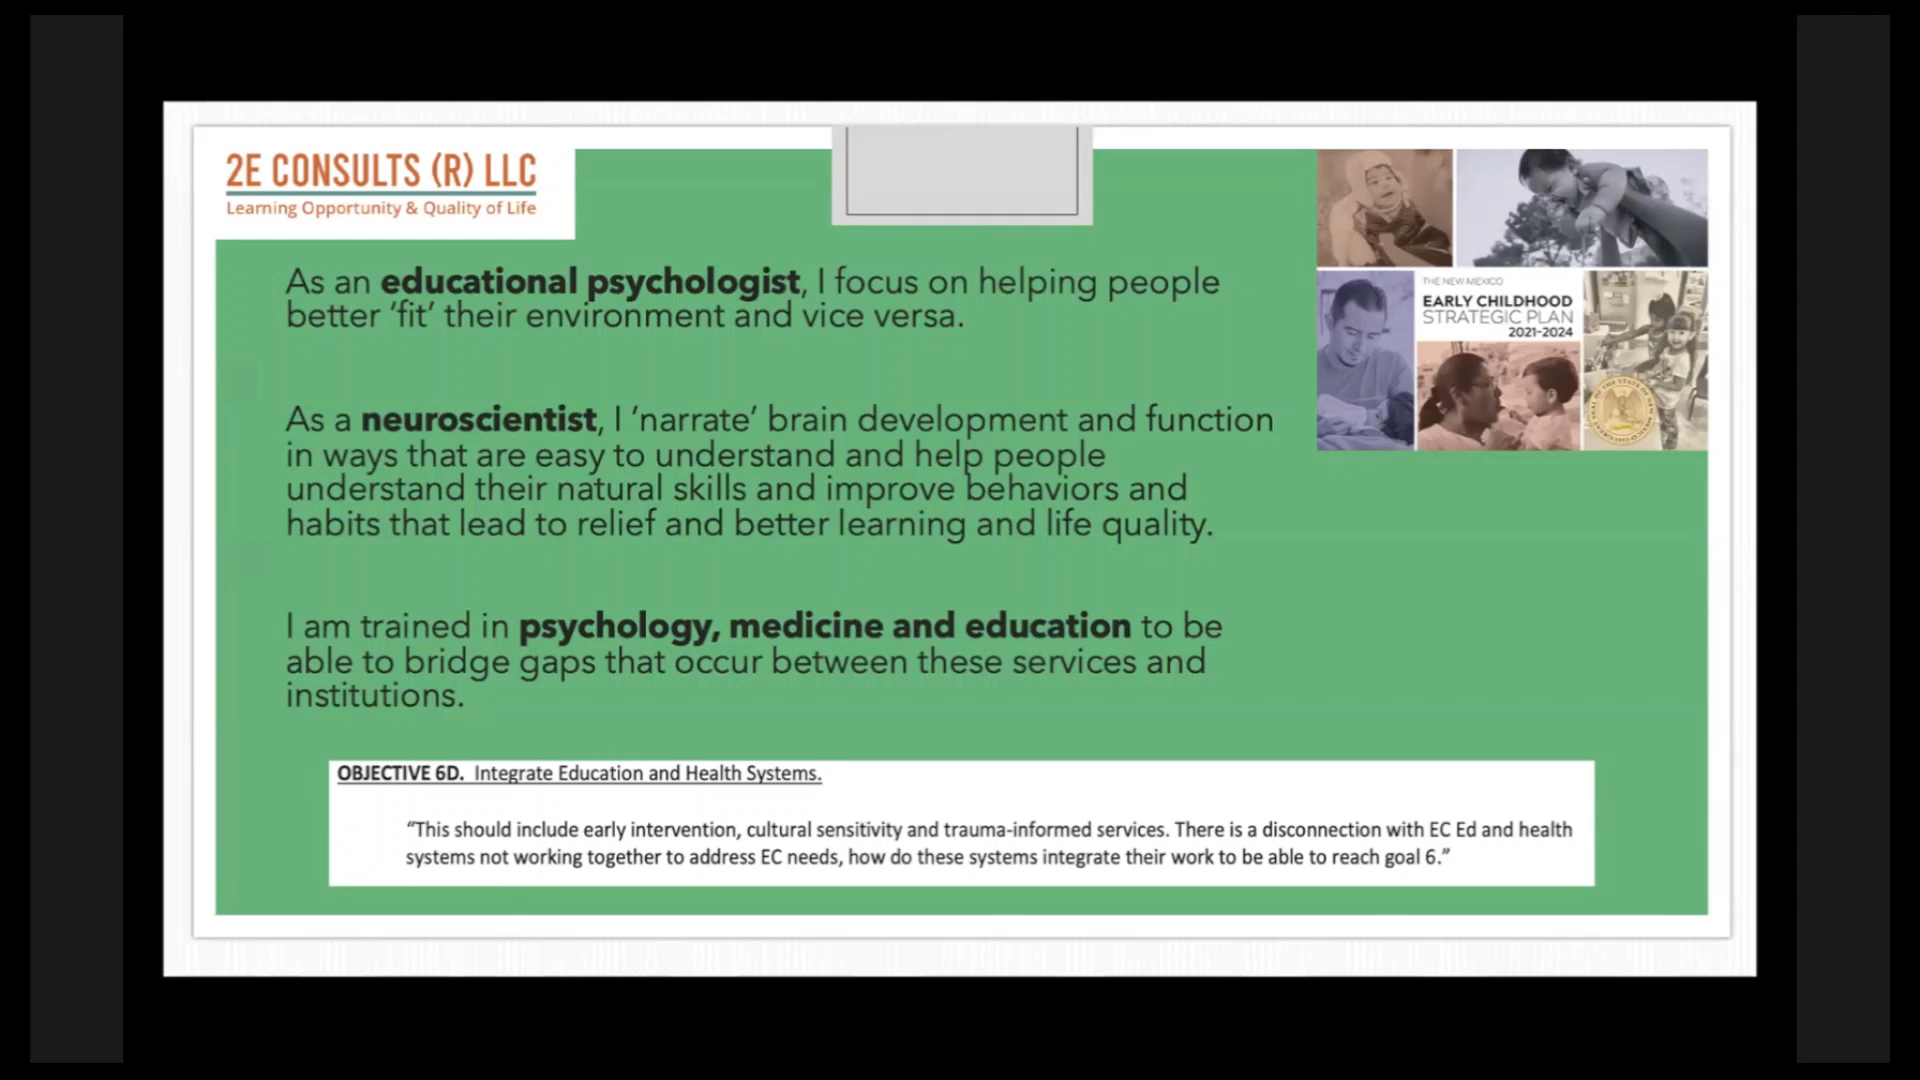 2E CONSULTS (R) LLC
Learning Opportunity & Quality of Life
As an educational psychologist, I focus on helping people
better ‘fit’ their environment and vice versa.
As a neuroscientist, I ‘narrate’ brain development and function
in ways that are easy to understand and help people
understand their natural skills and improve behaviors and
habits that lead to relief and better learning and life quality.
I am trained in psychology, medicine and education to be
able to bridge gaps that occur between these services and
institutions.
THE NEW MEXICO
EARLY CHILDHOOD
STRATEGIC PLAN
2021-2024
OBJECTIVE 6D. Integrate Education and Health Systems.
“This should include early intervention, cultural sensitivity and trauma-informed services. There is a disconnection with EC Ed and health
systems not working together to address EC needs, how do these systems integrate their work to be able to reach goal 6.”